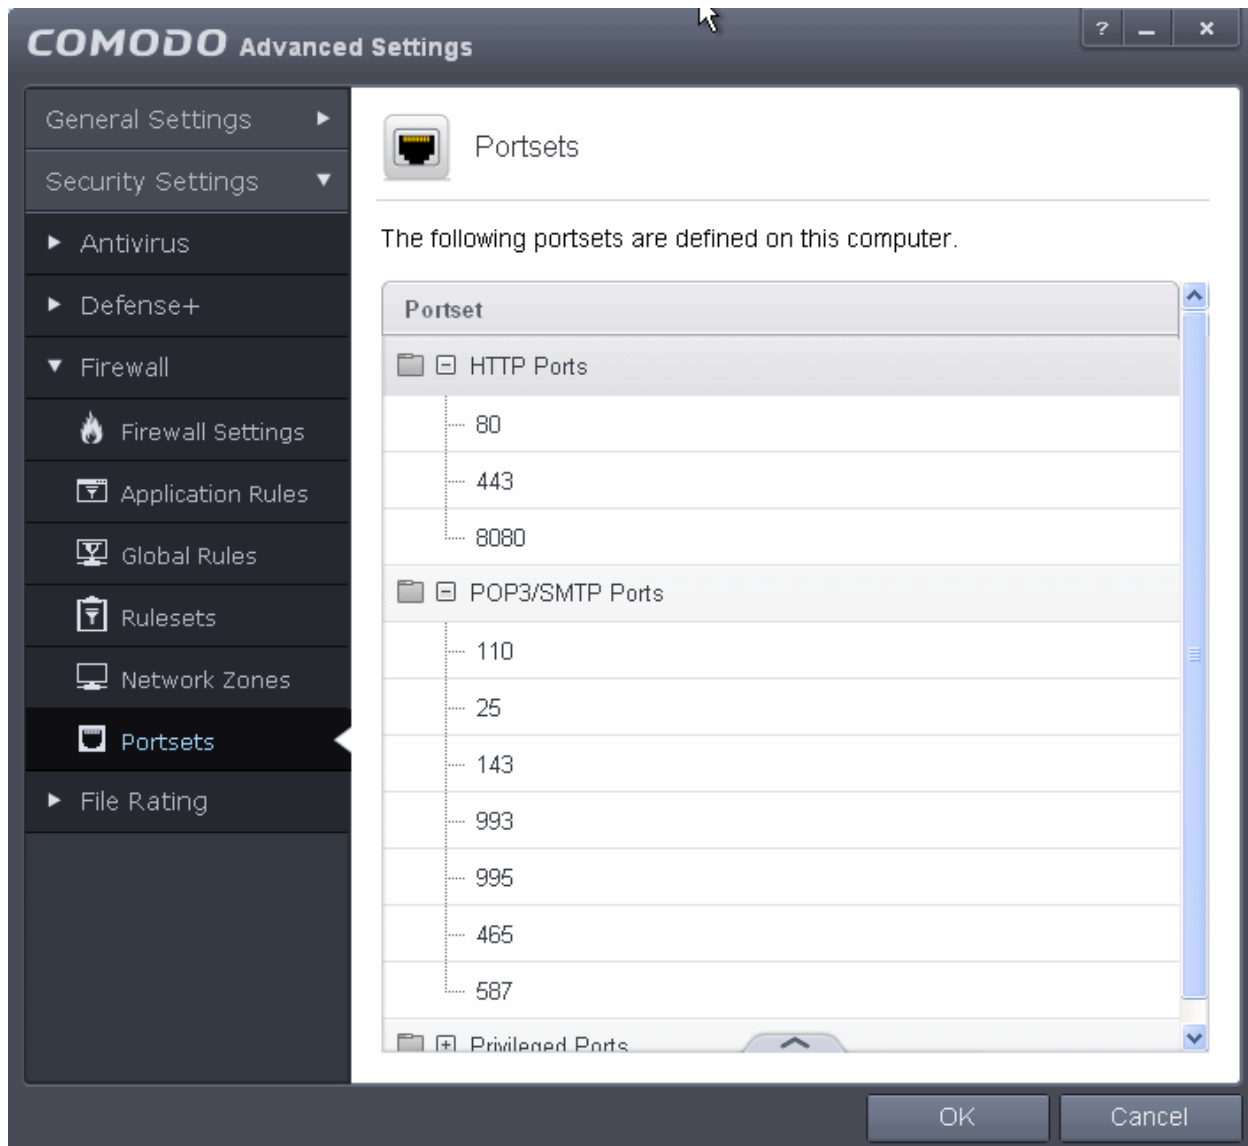 COMODO Advanced Settings
?
General Settings
Security Settings
Antivirus
Defense+
Firewall
Firewall Settings
Application Rules
Global Rules
Rulesets
Network Zones
Portsets
File Rating
Portsets
The following portsets are defined on this computer.
Portset
HTTP Ports
80
443
8080
POP3/SMTP Ports
110
25
143
993
995
465
587
Privileged Ports
OK
Cancel